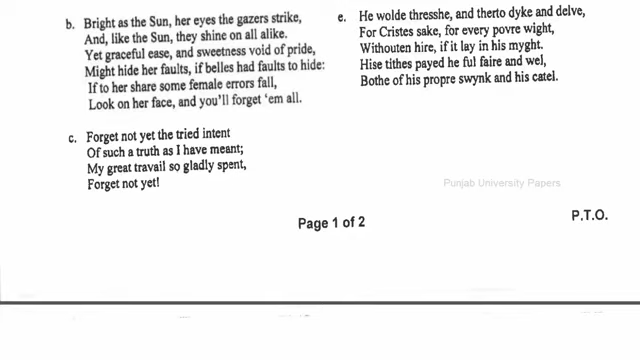 b. Bright as the Sun, her eyes the gazers strike,
And, like the Sun, they shine on all alike.
Yet graceful ease, and sweetness void of pride,
Might hide her faults, if belles had faults to hide:
If to her share some female errors fall,
Look on her face, and you'll forget 'em all.
c. Forget not yet the tried intent
Of such a truth as I have meant;
My great travail so gladly spent,
Forget not yet!
e. He wolde thresshe, and therto dyke and delve,
For Cristes sake, for every povre wight,
Withouten hire, if it lay in his myght.
Hise tithes payed he ful faire and wel,
Bothe of his propre swynk and his catel.
Punjab University Papers
Page 1 of 2
P.T.O.